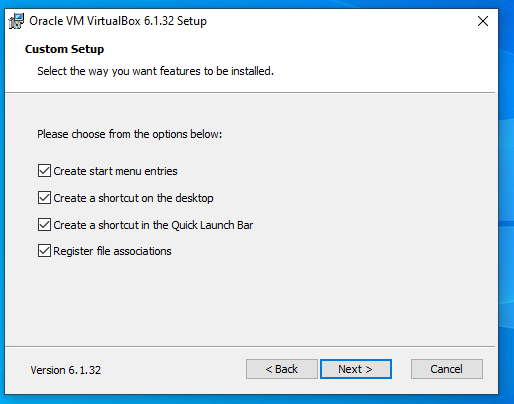 Oracle VM VirtualBox 6.1.32 Setup
Custom Setup
Select the way you want features to be installed.
Please choose from the options below:
Create start menu entries
Create a shortcut on the desktop
Create a shortcut in the Quick Launch Bar
Register file associations
Version 6.1.32
< Back
Next >
Cancel